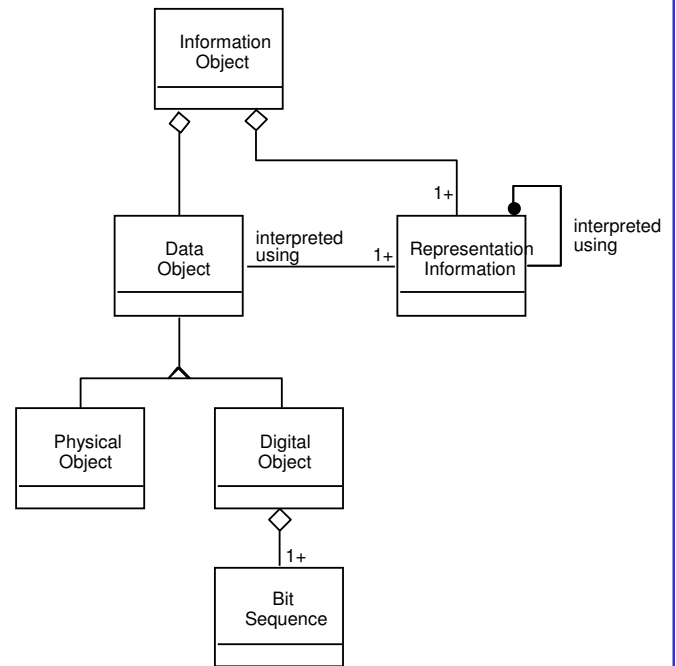 Information
Object
1+
Data
Object
interpreted
using
1+
Representation
Information
interpreted
using
Physical
Object
Digital
Object
1+
Bit
Sequence